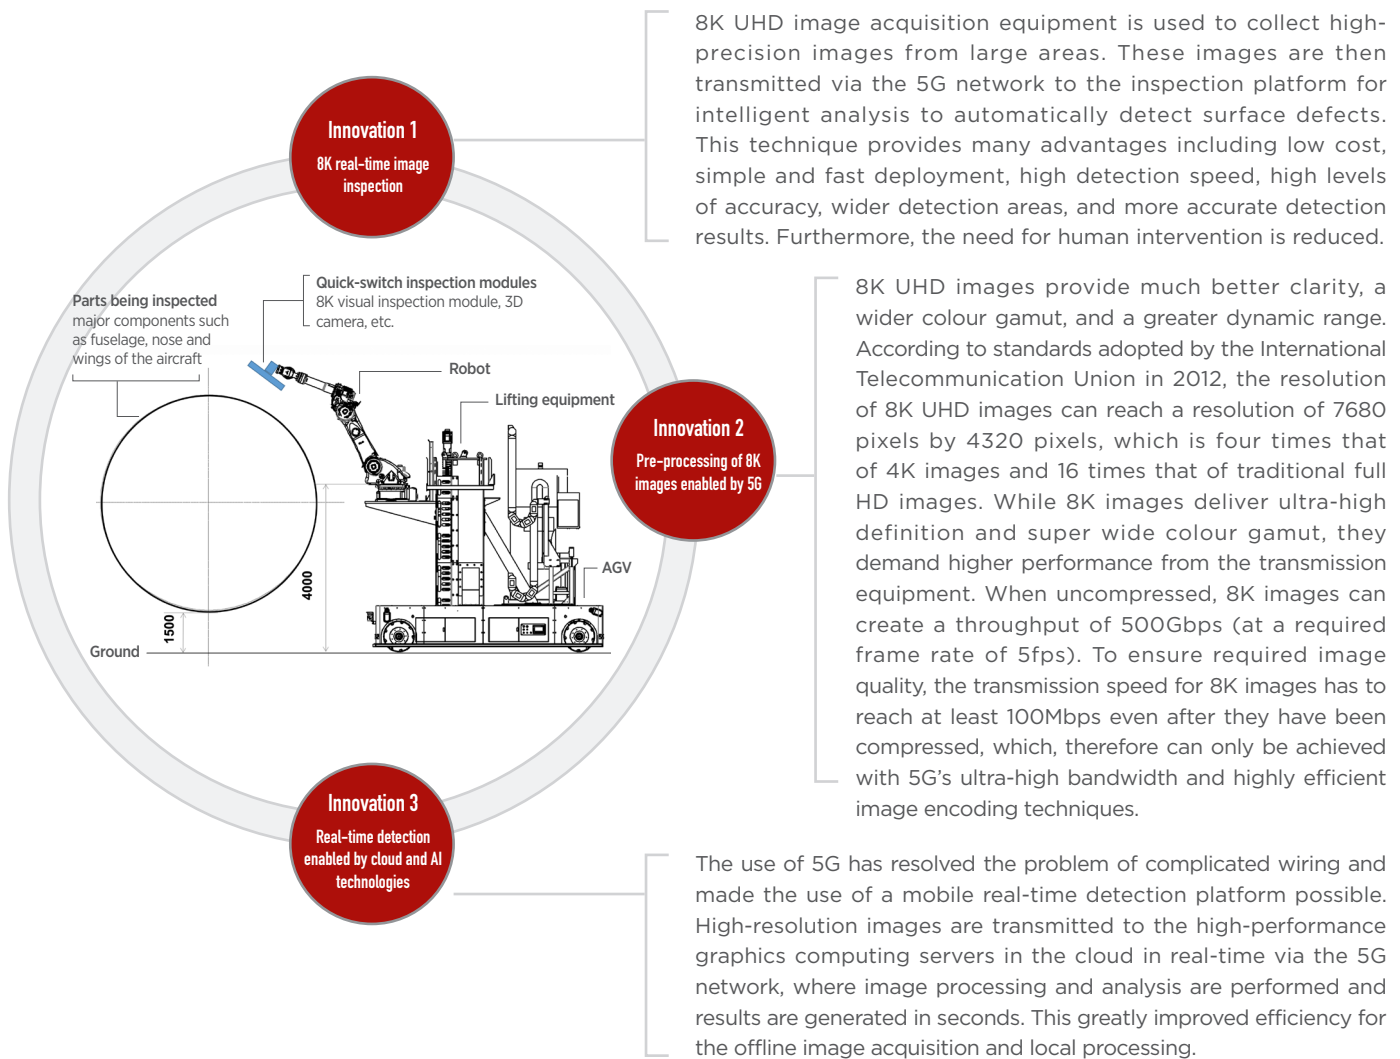 8K UHD image acquisition equipment is used to collect high-
precision images from large areas. These images are then
transmitted via the 5G network to the inspection platform for
intelligent analysis to automatically detect surface defects.
This technique provides many advantages including low cost,
simple and fast deployment, high detection speed, high levels
of accuracy, wider detection areas, and more accurate detection
results. Furthermore, the need for human intervention is reduced.
Innovation 1
8K real-time image
inspection
Quick-switch inspection modules
8K visual inspection module, 3D
camera, etc.
Parts being inspected
major components such
as fuselage, nose and
wings of the aircraft
Robot
Lifting equipment
AGV
4000
1500
Ground
Innovation 2
Pre-processing of 8K
images enabled by 5G
8K UHD images provide much better clarity, a
wider colour gamut, and a greater dynamic range.
According to standards adopted by the International
Telecommunication Union in 2012, the resolution
of 8K UHD images can reach a resolution of 7680
pixels by 4320 pixels, which is four times that
of 4K images and 16 times that of traditional full
HD images. While 8K images deliver ultra-high
definition and super wide colour gamut, they
demand higher performance from the transmission
equipment. When uncompressed, 8K images can
create a throughput of 500Gbps (at a required
frame rate of 5fps). To ensure required image
quality, the transmission speed for 8K images has to
reach at least 100Mbps even after they have been
compressed, which, therefore can only be achieved
with 5G’s ultra-high bandwidth and highly efficient
image encoding techniques.
Innovation 3
Real-time detection
enabled by cloud and AI
technologies
The use of 5G has resolved the problem of complicated wiring and
made the use of a mobile real-time detection platform possible.
High-resolution images are transmitted to the high-performance
graphics computing servers in the cloud in real-time via the 5G
network, where image processing and analysis are performed and
results are generated in seconds. This greatly improved efficiency for
the offline image acquisition and local processing.